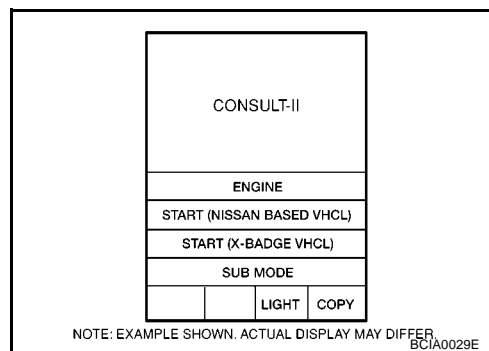 CONSULT-II
ENGINE
START (NISSAN BASED VHCL)
START (X-BADGE VHCL)
SUB MODE
LIGHT COPY
NOTE: EXAMPLE SHOWN. ACTUAL DISPLAY MAY DIFFER.
BCIA0029E